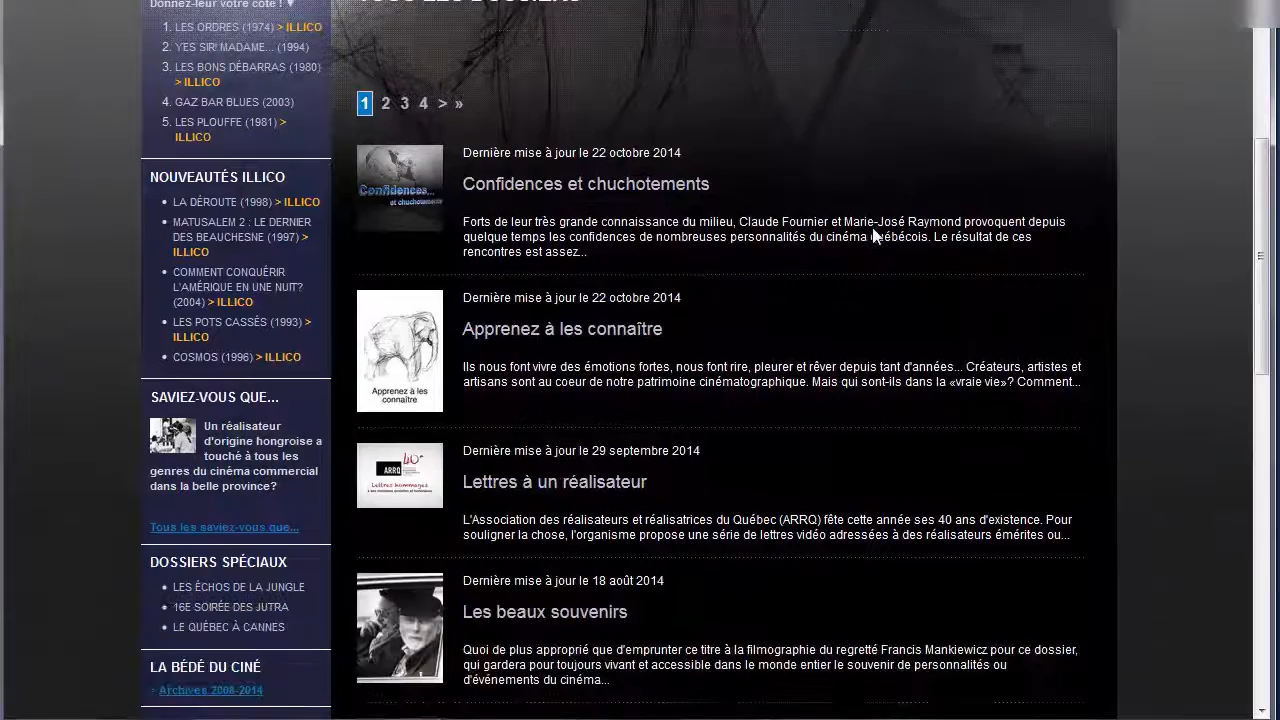 Donnez-leur votre cote ! ▼
1. LES ORDRES (1974) > ILLICO
2. YES SIR! MADAME... (1994)
3. LES BONS DÉBARRAS (1980)
> ILLICO
4. GAZ BAR BLUES (2003)
5. LES PLOUFFE (1981) >
ILLICO
NOUVEAUTÉS ILLICO
LA DÉROUTE (1998) > ILLICO
MATUSALEM 2 : LE DERNIER
DES BEAUCHESNE (1997) >
ILLICO
COMMENT CONQUÉRIR
L'AMÉRIQUE EN UNE NUIT?
(2004) > ILLICO
LES POTS CASSÉS (1993) >
ILLICO
COSMOS (1996) > ILLICO
SAVIEZ-VOUS QUE...
Un réalisateur
d'origine hongroise a
touché à tous les
genres du cinéma commercial
dans la belle province?
Tous les saviez-vous que...
DOSSIERS SPÉCIAUX
LES ÉCHOS DE LA JUNGLE
16E SOIRÉE DES JUTRA
LE QUÉBEC À CANNES
LA BÉDÉ DU CINÉ
> Archives 2008-2014
1 2 3 4 > »
Confidences...
et chuchotements
Dernière mise à jour le 22 octobre 2014
Confidences et chuchotements
Forts de leur très grande connaissance du milieu, Claude Fournier et Marie-José Raymond provoquent depuis
quelque temps les confidences de nombreuses personnalités du cinéma québécois. Le résultat de ces
rencontres est assez...
Apprenez à les
connaître
Dernière mise à jour le 22 octobre 2014
Apprenez à les connaître
Ils nous font vivre des émotions fortes, nous font rire, pleurer et rêver depuis tant d'années... Créateurs, artistes et
artisans sont au coeur de notre patrimoine cinématographique. Mais qui sont-ils dans la «vraie vie»? Comment...
ARRQ 40e
Lettres hommages
Dernière mise à jour le 29 septembre 2014
Lettres à un réalisateur
L'Association des réalisateurs et réalisatrices du Québec (ARRQ) fête cette année ses 40 ans d'existence. Pour
souligner la chose, l'organisme propose une série de lettres vidéo adressées à des réalisateurs émérites ou...
Dernière mise à jour le 18 août 2014
Les beaux souvenirs
Quoi de plus approprié que d'emprunter ce titre à la filmographie du regretté Francis Mankiewicz pour ce dossier,
qui gardera pour toujours vivant et accessible dans le monde entier le souvenir de personnalités ou
d'événements du cinéma...